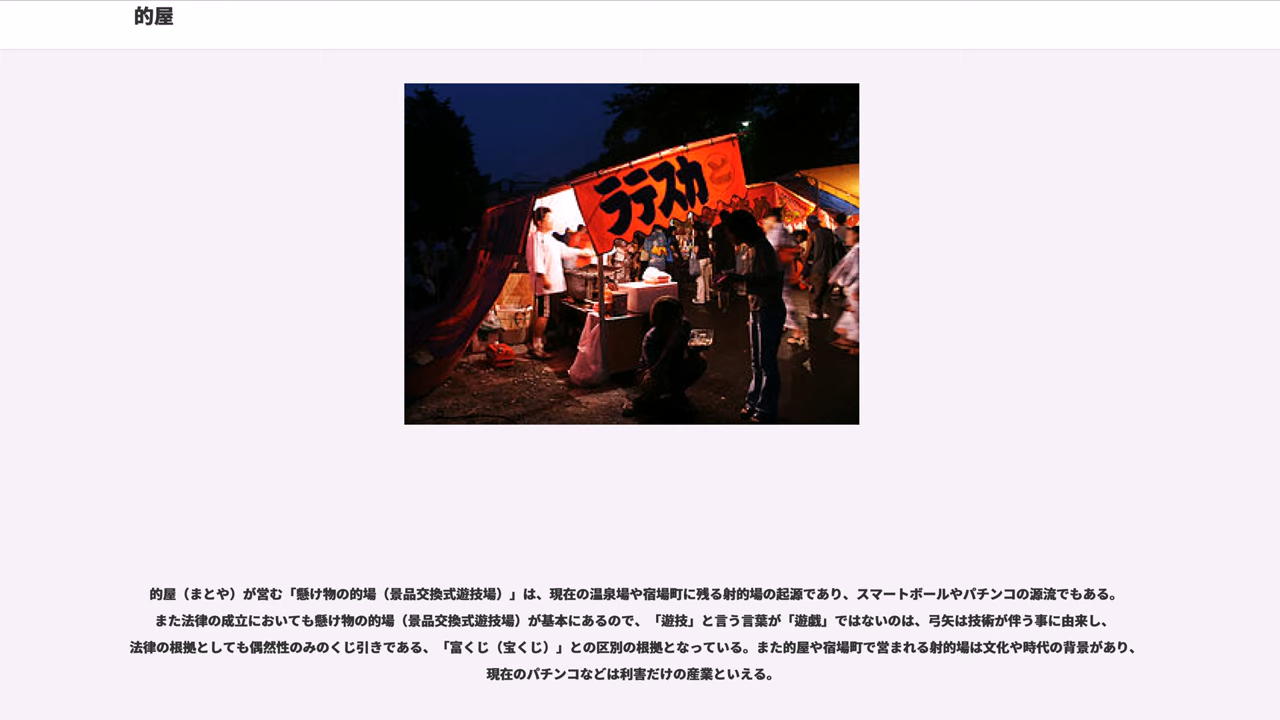 的屋
ラテスカ
的屋（まとや）が営む「懸け物の的場（景品交換式遊技場）」は、現在の温泉場や宿場町に残る射的場の起源であり、スマートボールやパチンコの源流でもある。
また法律の成立においても懸け物の的場（景品交換式遊技場）が基本にあるので、「遊技」と言う言葉が「遊戯」ではないのは、弓矢は技術が伴う事に由来し、
法律の根拠としても偶然性のみのくじ引きである、「富くじ（宝くじ）」との区別の根拠となっている。また的屋や宿場町で営まれる射的場は文化や時代の背景があり、
現在のパチンコなどは利害だけの産業といえる。